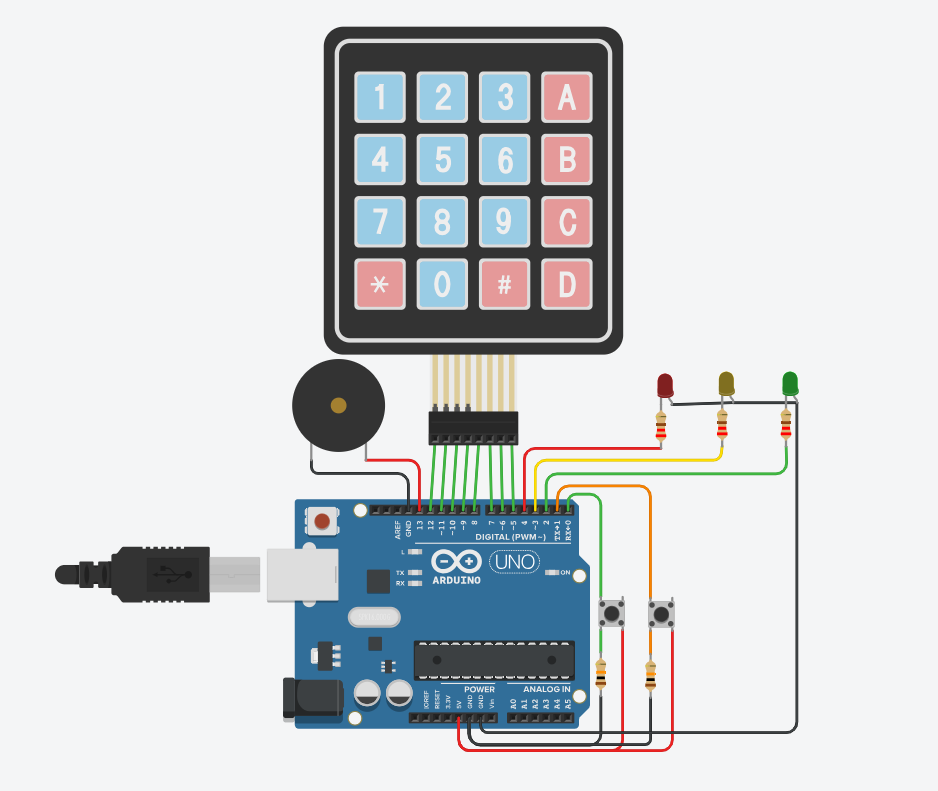 1 2 3 A
4 5 6 B
7 8 9 C
* 0 # D
AREF
GND
13
12
~11
~10
~9
8
7
~6
~5
4
~3
2
TX→1
RX←0
DIGITAL (PWM~)
L
TX
RX
ARDUINO
UNO
ON
POWER
ANALOG IN
IOREF
RESET
3.3V
5V
GND
GND
Vin
A0
A1
A2
A3
A4
A5